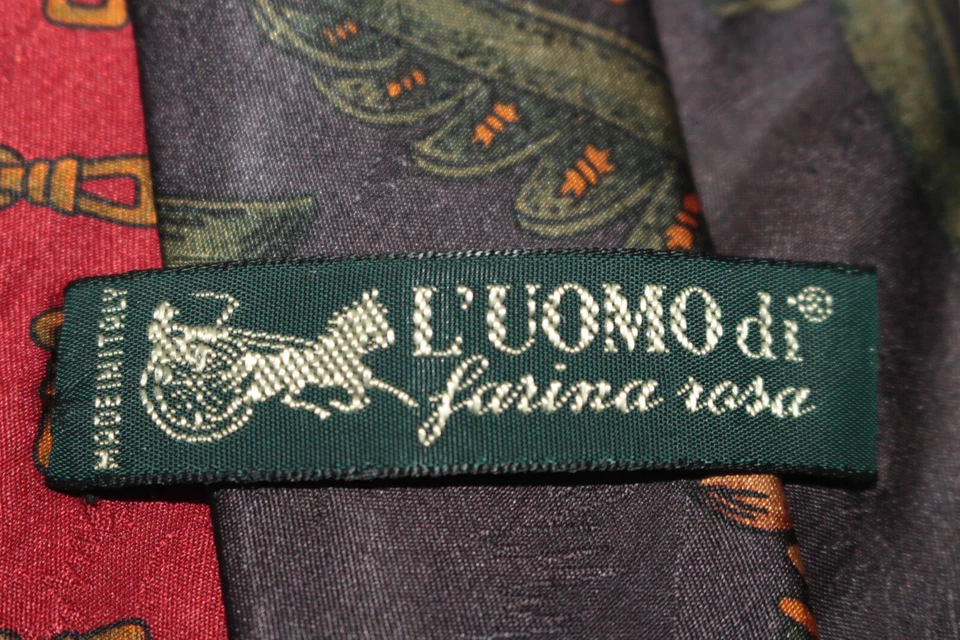 MADE IN ITALY
L'UOMO di®
farina rosa